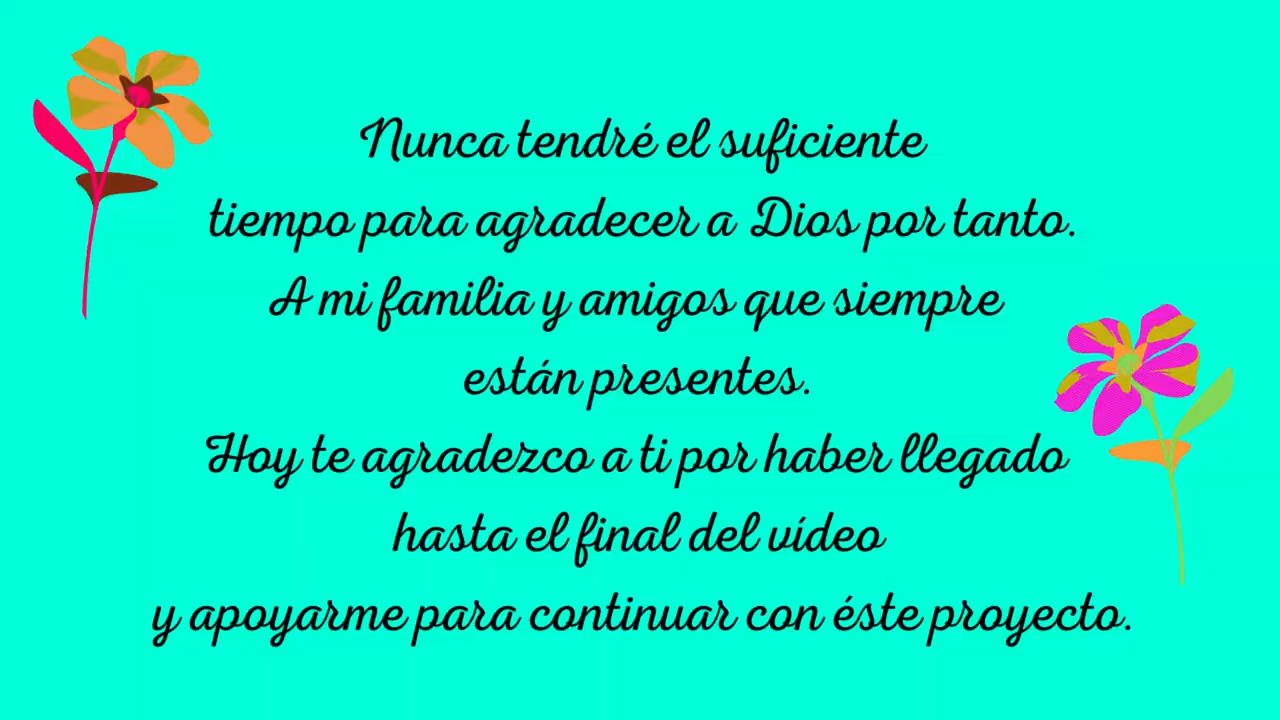 Nunca tendré el suficiente
tiempo para agradecer a Dios por tanto.
A mi familia y amigos que siempre
están presentes.
Hoy te agradezco a ti por haber llegado
hasta el final del vídeo
y apoyarme para continuar con éste proyecto.